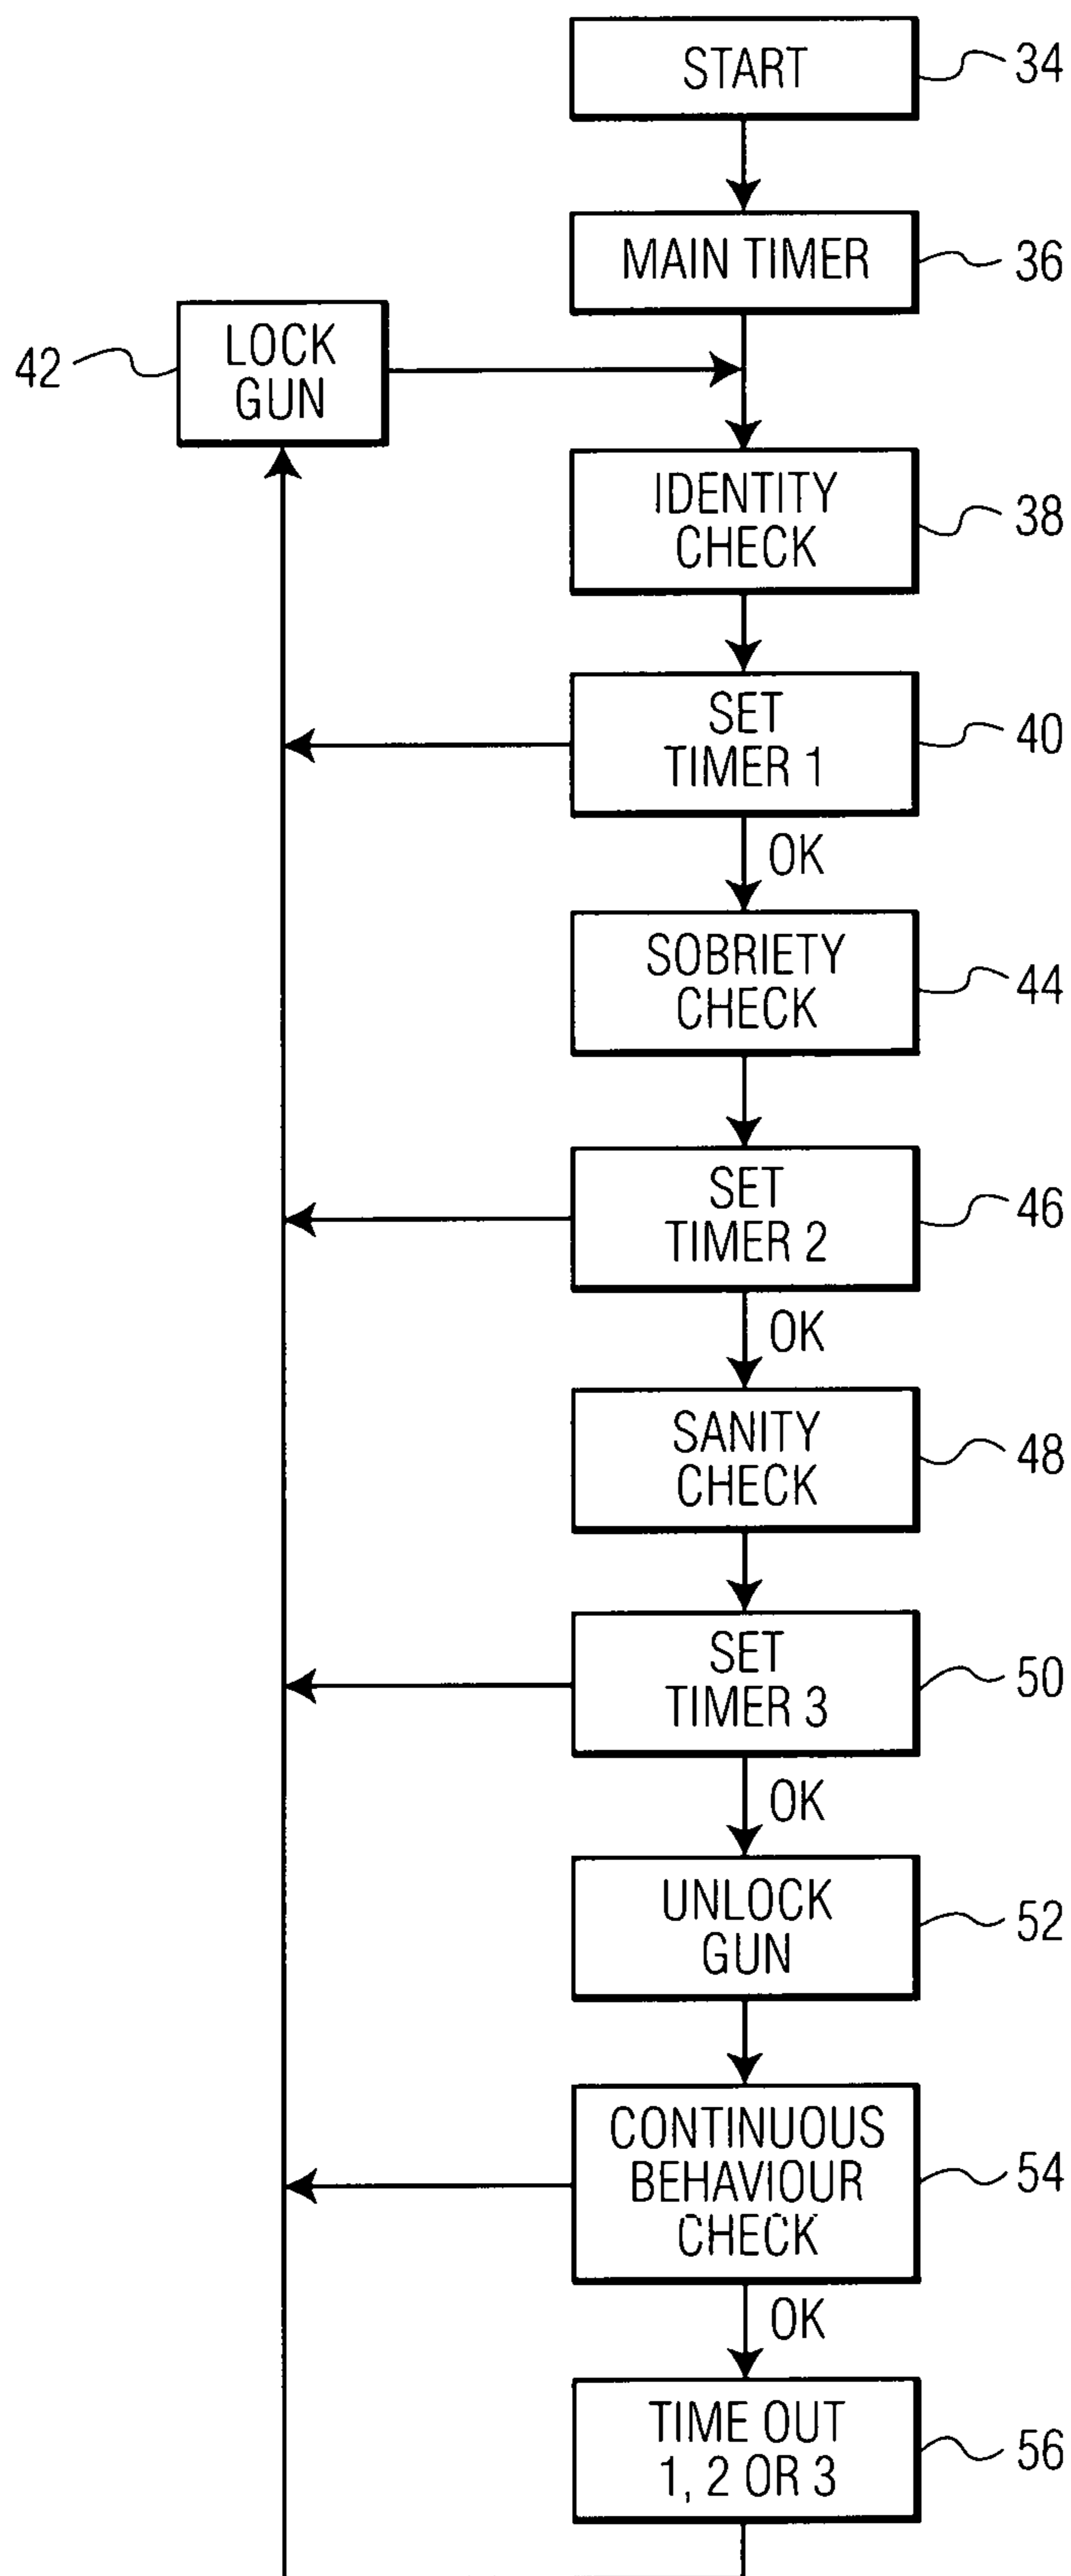 START
34
MAIN TIMER
36
LOCK
GUN
42
IDENTITY
CHECK
38
SET
TIMER 1
40
OK
SOBRIETY
CHECK
44
SET
TIMER 2
46
OK
SANITY
CHECK
48
SET
TIMER 3
50
OK
UNLOCK
GUN
52
CONTINUOUS
BEHAVIOUR
CHECK
54
OK
TIME OUT
1, 2 OR 3
56